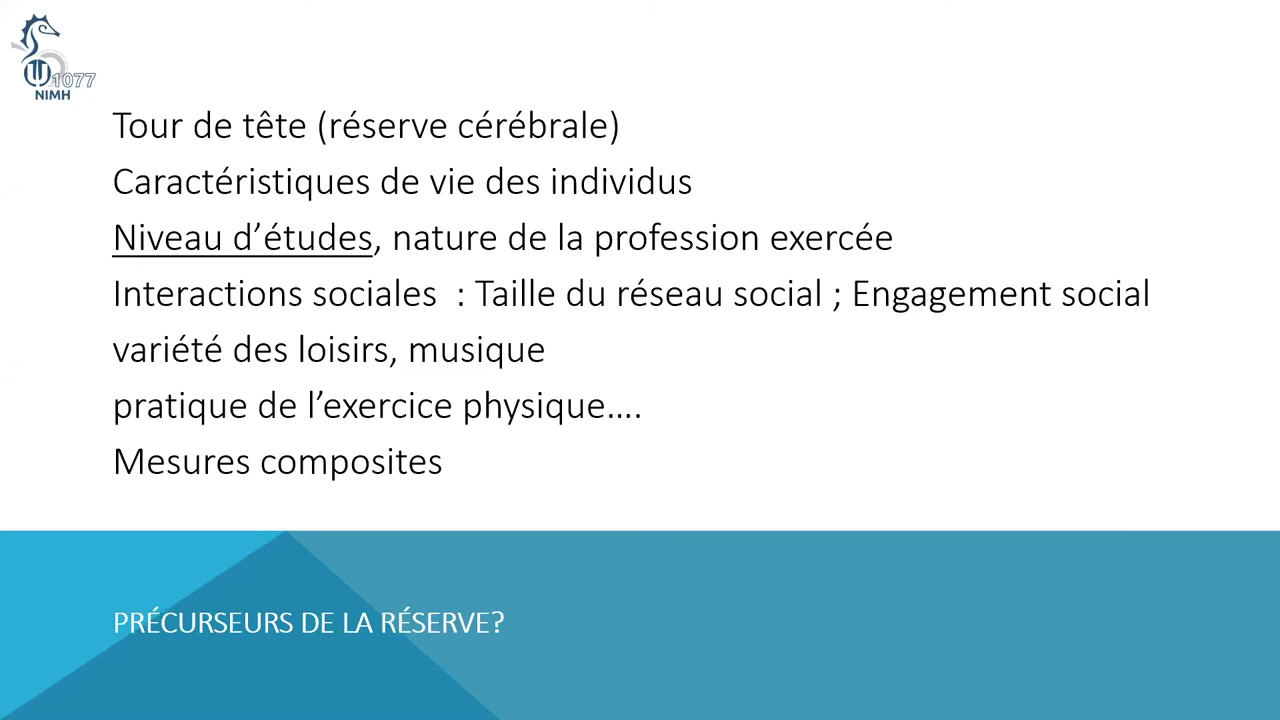 1077
NIMH
Tour de tête (réserve cérébrale)
Caractéristiques de vie des individus
Niveau d’études, nature de la profession exercée
Interactions sociales : Taille du réseau social ; Engagement social
variété des loisirs, musique
pratique de l’exercice physique….
Mesures composites
PRÉCURSEURS DE LA RÉSERVE?